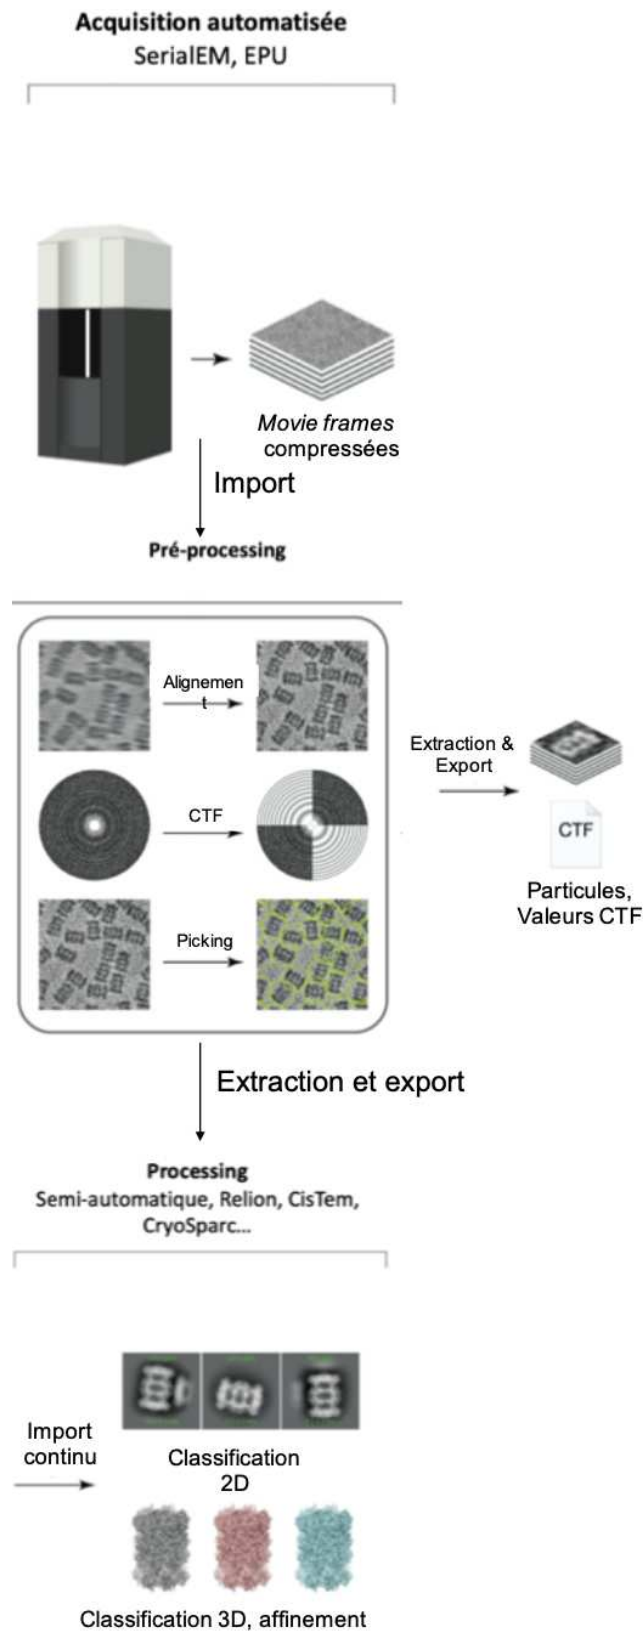 Acquisition automatisée
SerialEM, EPU
Movie frames
compressées
Import
Pré-processing
Alignemen
t
Extraction &
Export
CTF
CTF
Particules,
Valeurs CTF
Picking
Extraction et export
Processing
Semi-automatique, Relion, CisTem,
CryoSparc...
Import
continu
Classification
2D
Classification 3D, affinement